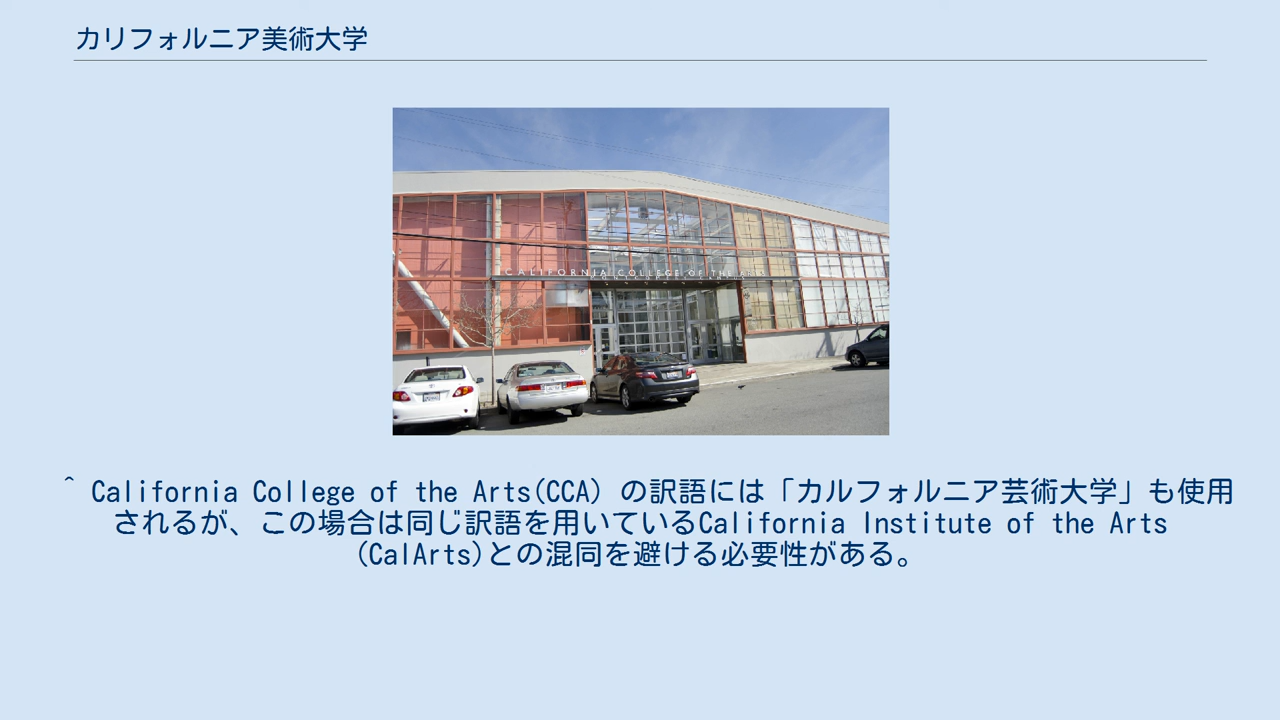 カリフォルニア美術大学
CALIFORNIA COLLEGE OF THE ARTS
MONTGOMERY CAMPUS
^ California College of the Arts(CCA) の訳語には「カルフォルニア芸術大学」も使用
されるが、この場合は同じ訳語を用いているCalifornia Institute of the Arts
(CalArts)との混同を避ける必要性がある。